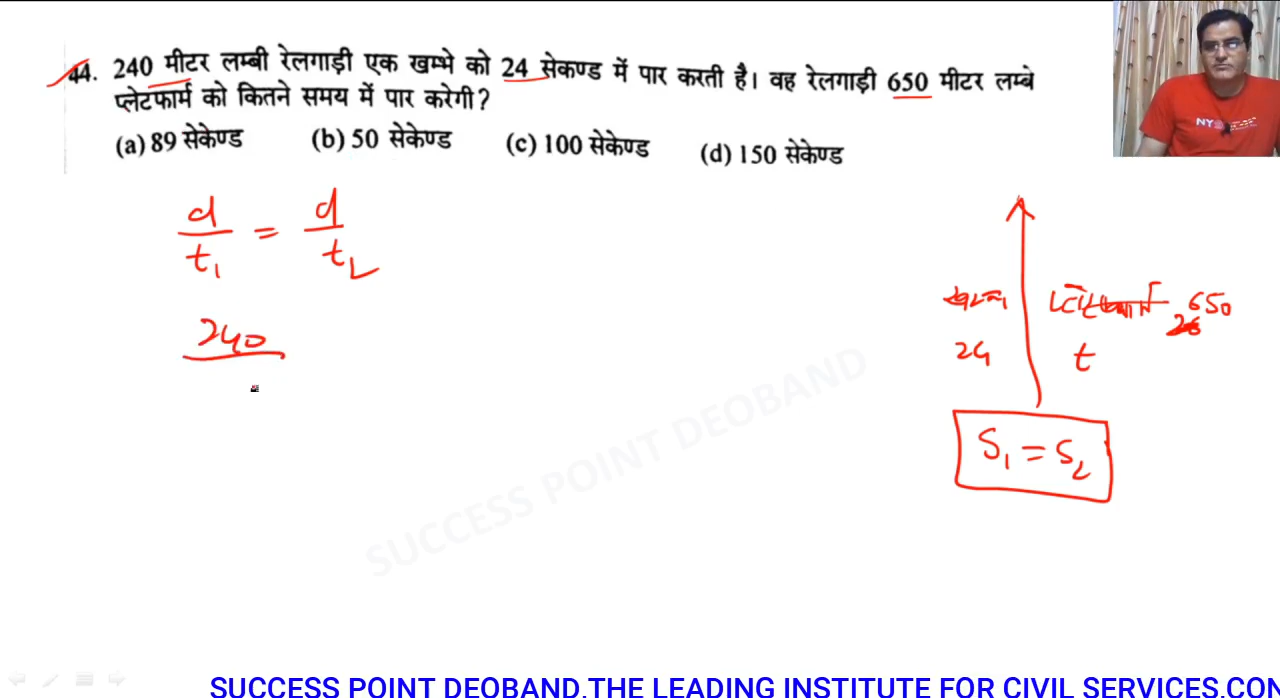 44. 240 मीटर लम्बी रेलगाड़ी एक खम्भे को 24 सेकण्ड में पार करती है। वह रेलगाड़ी 650 मीटर लम्बे
प्लेटफार्म को कितने समय में पार करेगी?
(a) 89 सेकेण्ड (b) 50 सेकेण्ड (c) 100 सेकेण्ड (d) 150 सेकेण्ड
NY
d/t₁ = d/t₂
650
240
24 t
S₁ = S₂
SUCCESS POINT DEOBAND
SUCCESS POINT DEOBAND,THE LEADING INSTITUTE FOR CIVIL SERVICES.CON